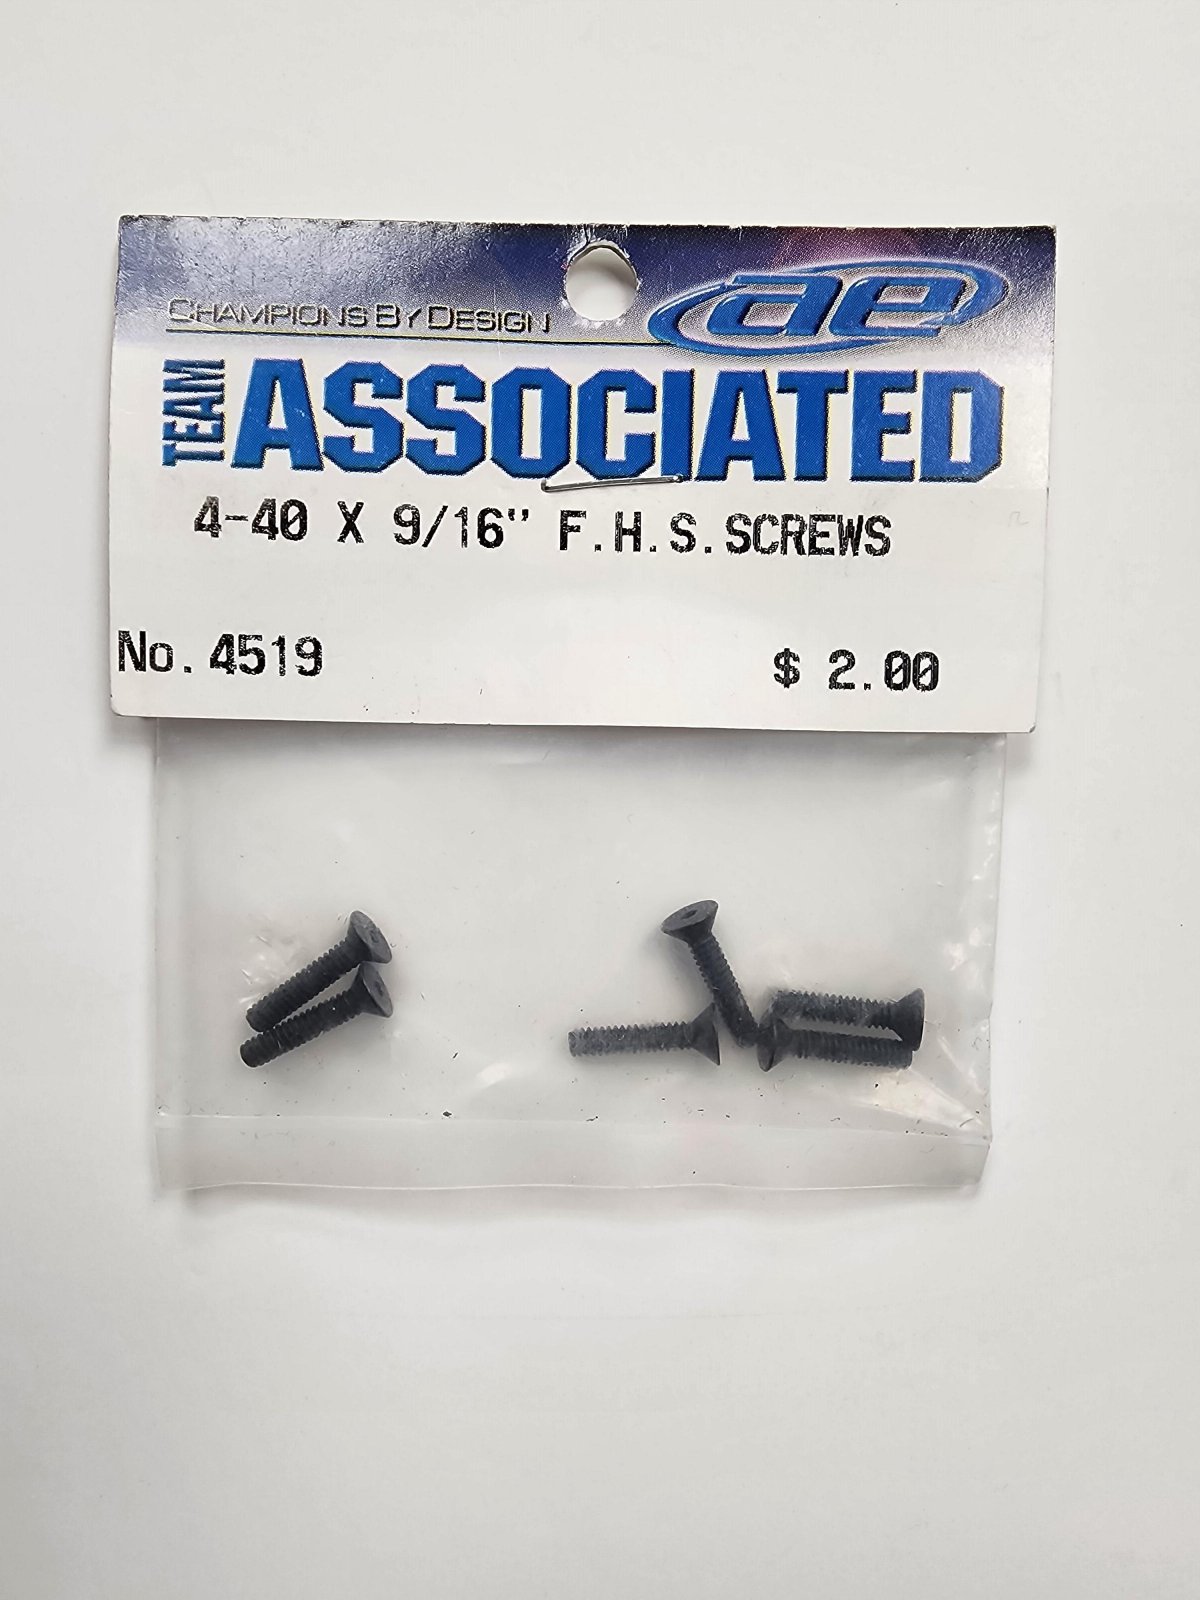 CHAMPIONS BY DESIGN
ae
TEAM ASSOCIATED
4-40 X 9/16" F.H.S.SCREWS
No.4519 $ 2.00